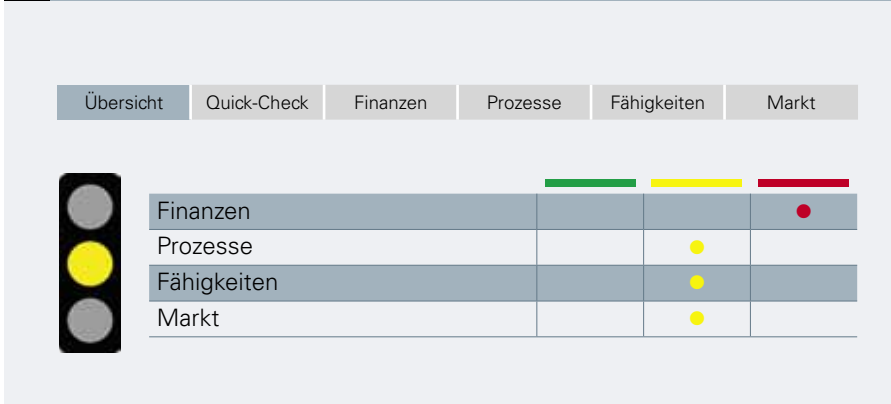 Übersicht Quick-Check Finanzen Prozesse Fähigkeiten Markt
Finanzen
Prozesse
Fähigkeiten
Markt